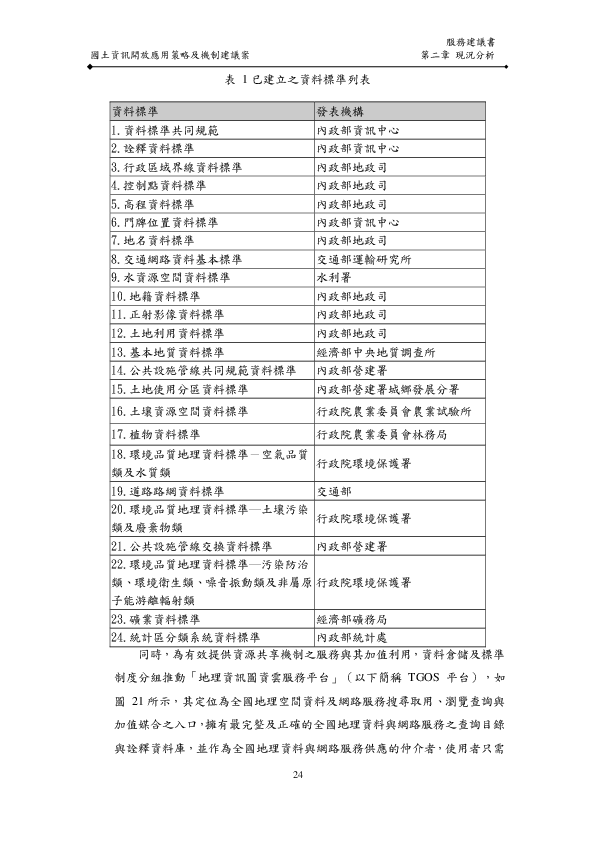 服務建議書
國土資訊開放應用策略及機制建議案 第二章 現況分析
表 1 已建立之資料標準列表
資料標準 發表機構
1.資料標準共同規範 內政部資訊中心
2.詮釋資料標準 內政部資訊中心
3.行政區域界線資料標準 內政部地政司
4.控制點資料標準 內政部地政司
5.高程資料標準 內政部地政司
6.門牌位置資料標準 內政部資訊中心
7.地名資料標準 內政部地政司
8.交通網路資料基本標準 交通部運輸研究所
9.水資源空間資料標準 水利署
10.地籍資料標準 內政部地政司
11.正射影像資料標準 內政部地政司
12.土地利用資料標準 內政部地政司
13.基本地質資料標準 經濟部中央地質調查所
14.公共設施管線共同規範資料標準 內政部營建署
15.土地使用分區資料標準 內政部營建署城鄉發展分署
16.土壤資源空間資料標準 行政院農業委員會農業試驗所
17.植物資料標準 行政院農業委員會林務局
18.環境品質地理資料標準－空氣品質
類及水質類 行政院環境保護署
19.道路路網資料標準 交通部
20.環境品質地理資料標準—土壤污染
類及廢棄物類 行政院環境保護署
21.公共設施管線交換資料標準 內政部營建署
22.環境品質地理資料標準—污染防治
類、環境衛生類、噪音振動類及非屬原 行政院環境保護署
子能游離輻射類
23.礦業資料標準 經濟部礦務局
24.統計區分類系統資料標準 內政部統計處
同時，為有效提供資源共享機制之服務與其加值利用，資料倉儲及標準
制度分組推動「地理資訊圖資雲服務平台」（以下簡稱 TGOS 平台），如
圖 21 所示，其定位為全國地理空間資料及網路服務搜尋取用、瀏覽查詢與
加值媒合之入口，擁有最完整及正確的全國地理資料與網路服務之查詢目錄
與詮釋資料庫，並作為全國地理資料與網路服務供應的仲介者，使用者只需
24